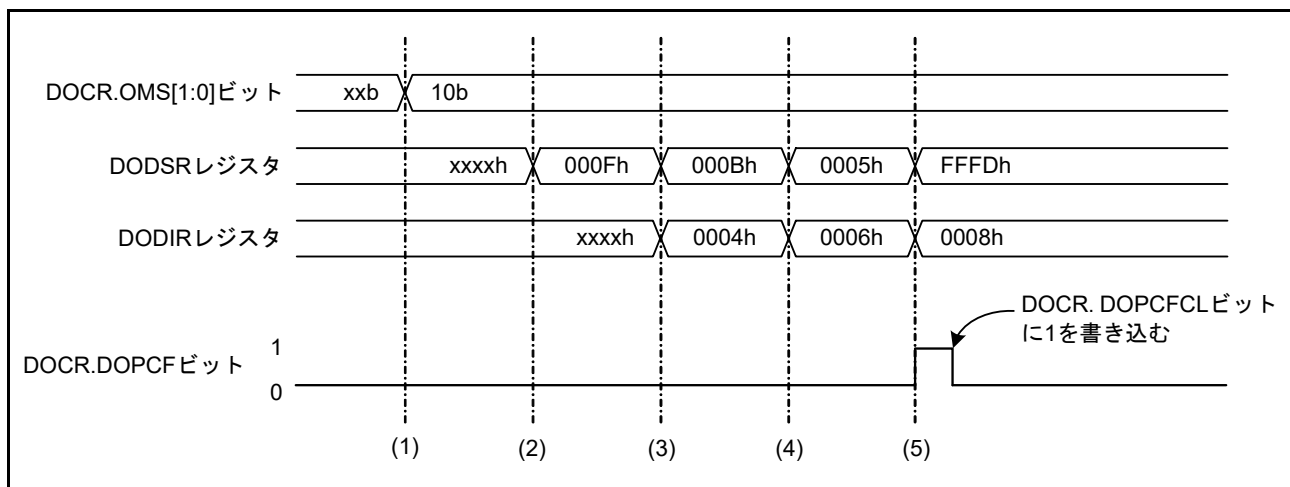 DOCR.OMS[1:0]ビット
xxb
10b
DODSRレジスタ
xxxxh
000Fh
000Bh
0005h
FFFDh
DODIRレジスタ
xxxxh
0004h
0006h
0008h
DOCR. DOPCFCLビット
に1を書き込む
DOCR.DOPCFビット
1
0
(1)
(2)
(3)
(4)
(5)